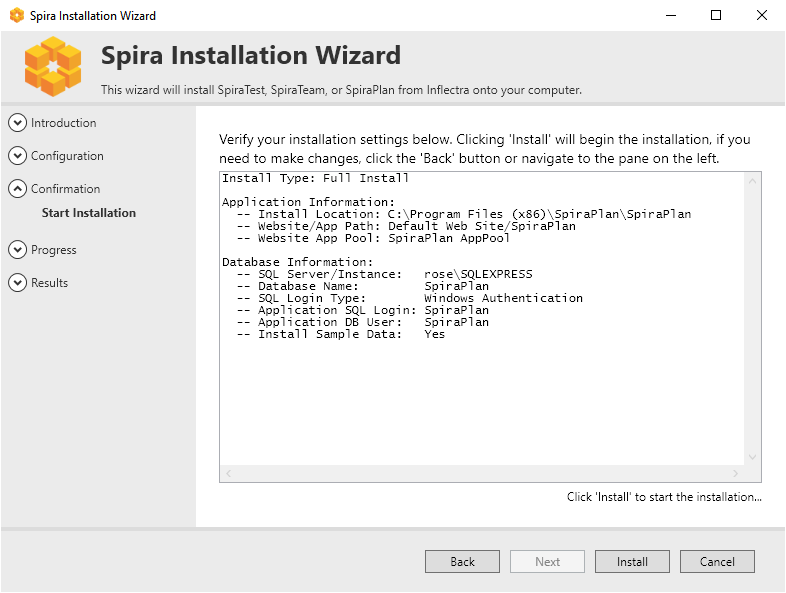 Spira Installation Wizard
Spira Installation Wizard
This wizard will install SpiraTest, SpiraTeam, or SpiraPlan from Inflectra onto your computer.
Introduction
Configuration
Confirmation
Start Installation
Progress
Results
Verify your installation settings below. Clicking 'Install' will begin the installation, if you
need to make changes, click the 'Back' button or navigate to the pane on the left.
Install Type: Full Install
Application Information:
-- Install Location: C:\Program Files (x86)\SpiraPlan\SpiraPlan
-- Website/App Path: Default Web Site/SpiraPlan
-- Website App Pool: SpiraPlan AppPool
Database Information:
-- SQL Server/Instance: rose\SQLEXPRESS
-- Database Name: SpiraPlan
-- SQL Login Type: Windows Authentication
-- Application SQL Login: SpiraPlan
-- Application DB User: SpiraPlan
-- Install Sample Data: Yes
Click 'Install' to start the installation...
Back Next Install Cancel